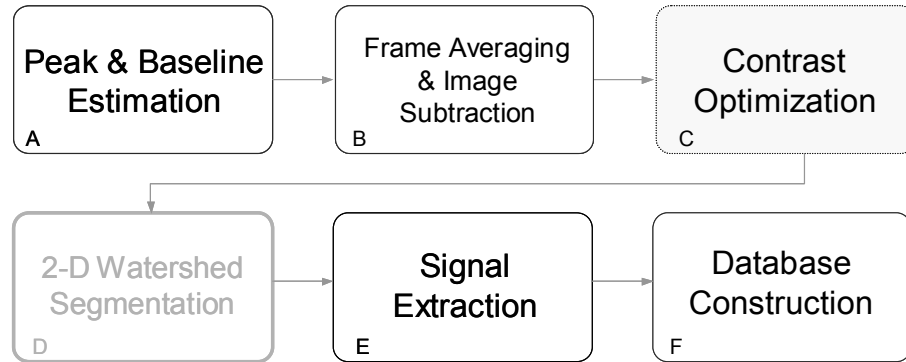 Peak & Baseline
Estimation
A
Frame Averaging
& Image
Subtraction
B
Contrast
Optimization
C
2-D Watershed
Segmentation
D
Signal
Extraction
E
Database
Construction
F